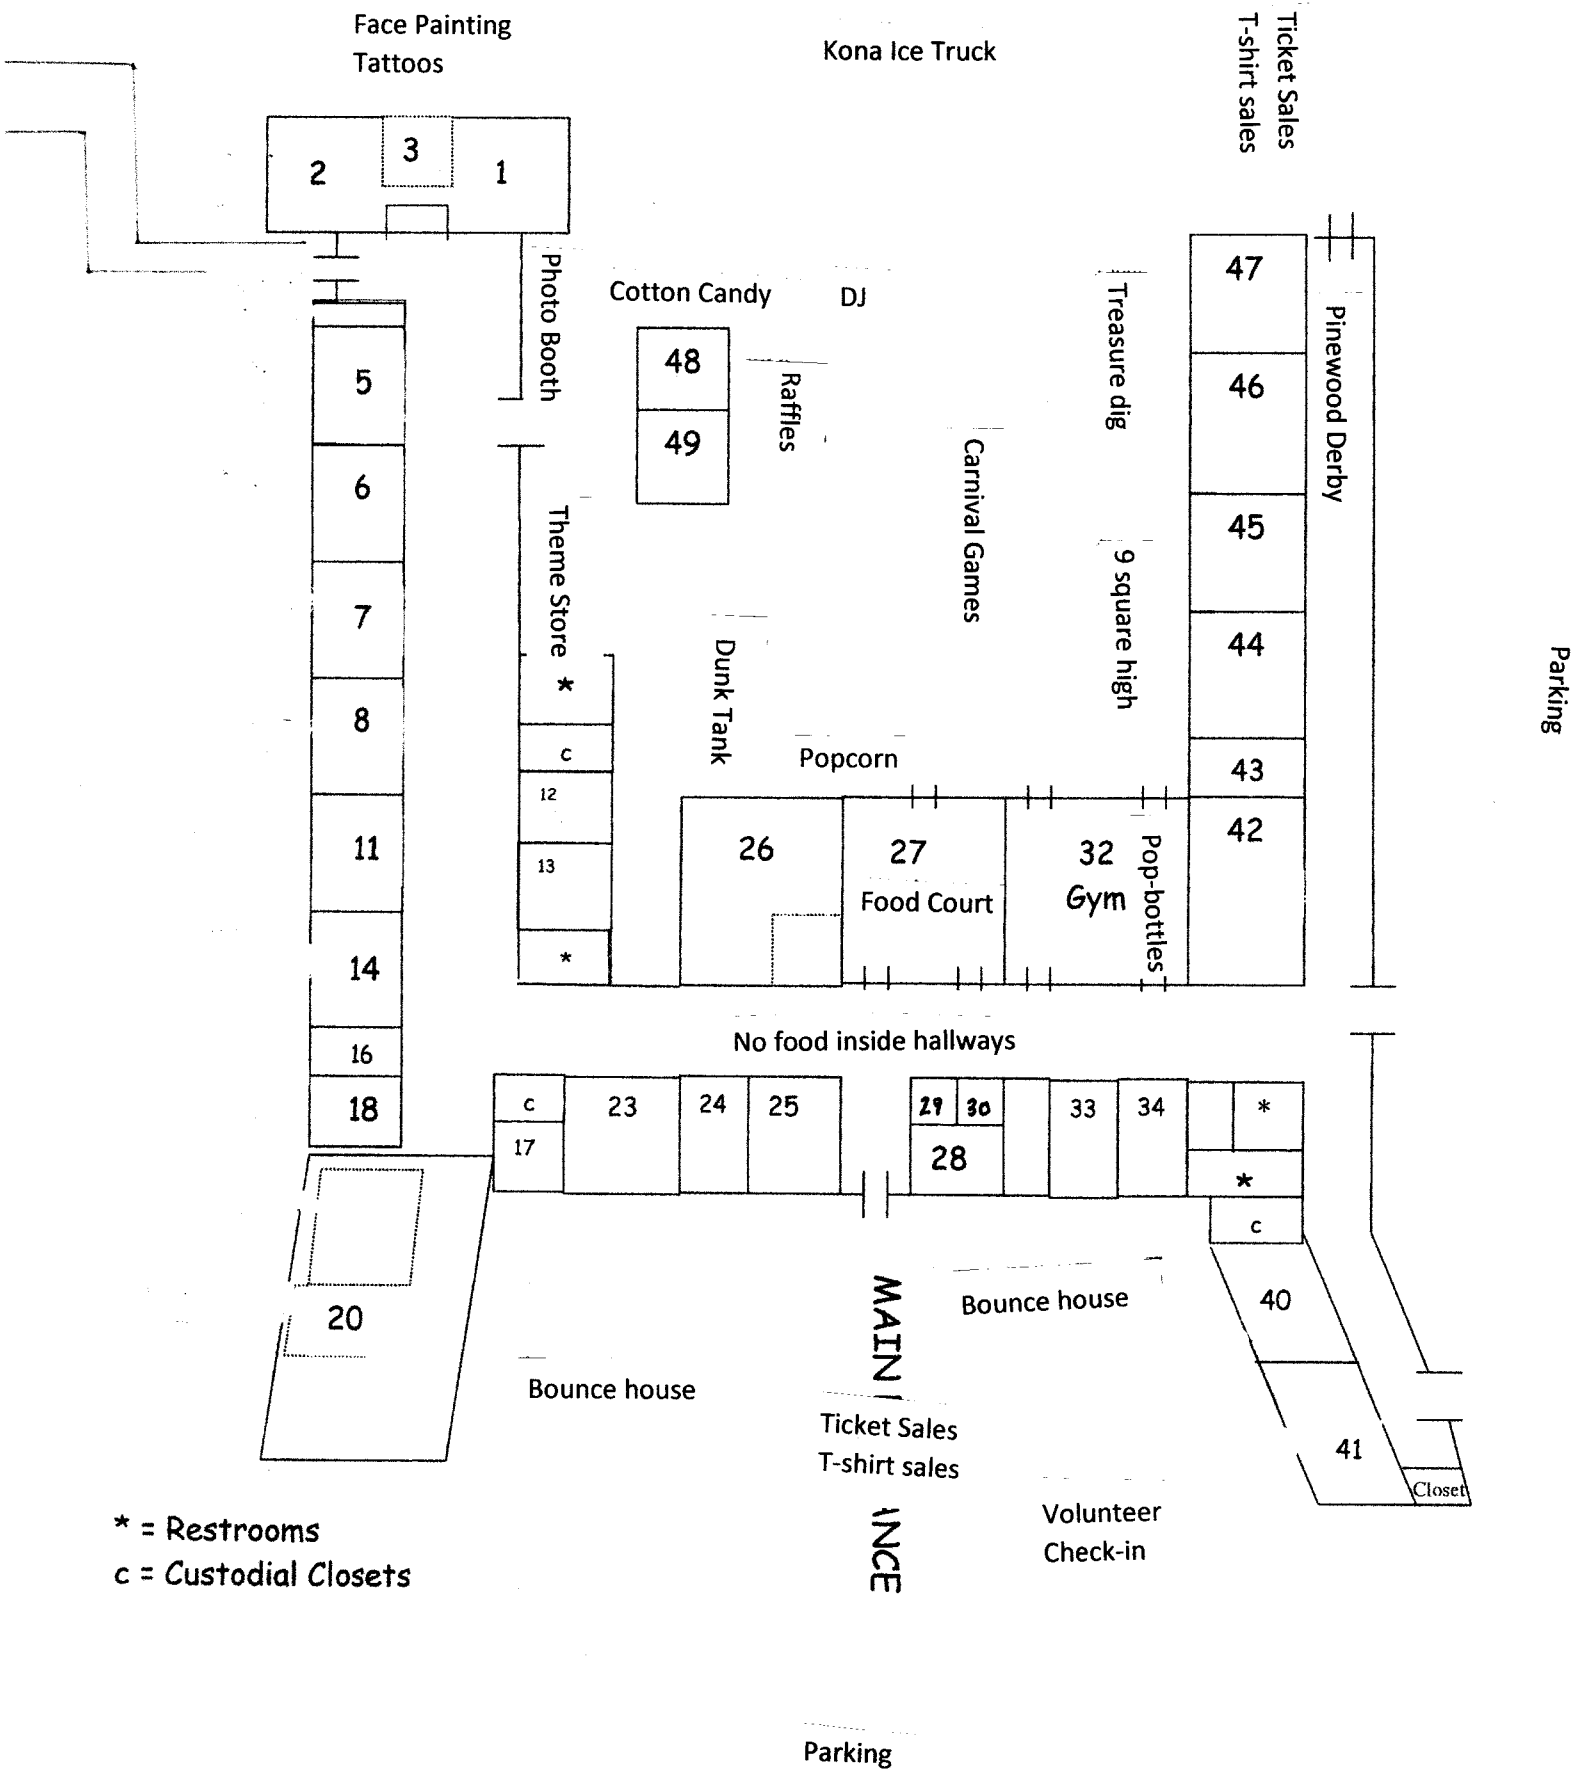 Face Painting
Tattoos
Kona Ice Truck
Ticket Sales
T-shirt sales
2
3
1
Photo Booth
Cotton Candy
DJ
Treasure dig
47
Pinewood Derby
48
49
Raffles
46
5
6
Carnival Games
45
Theme Store
9 square high
7
44
Parking
*
Dunk Tank
8
c
Popcorn
43
12
11
13
26
27
Food Court
32
Gym
Pop-bottles
42
14
*
No food inside hallways
16
18
c
17
23
24
25
29
30
28
33
34
*
*
c
20
MAIN
Bounce house
40
Bounce house
Ticket Sales
T-shirt sales
41
Closet
NCE
Volunteer
Check-in
* = Restrooms
c = Custodial Closets
Parking